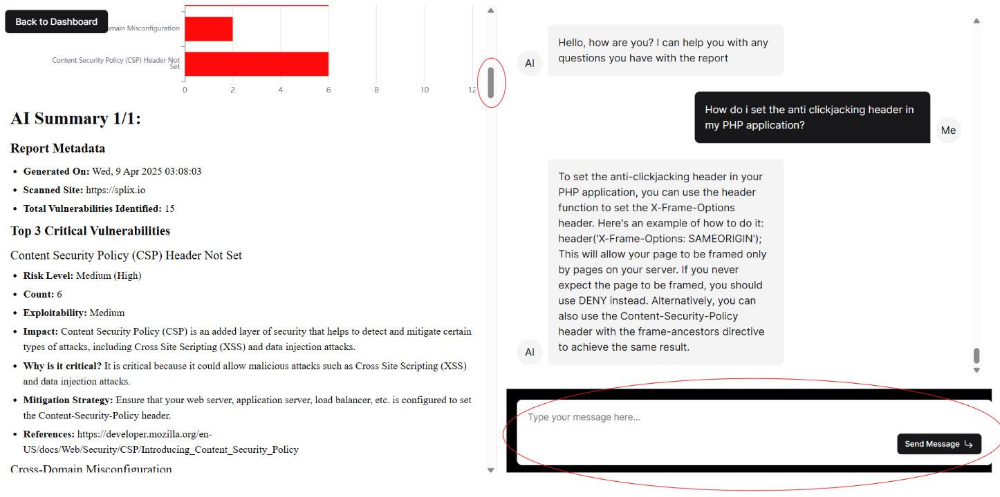 Back to Dashboard
main Misconfiguration
Content Security Policy (CSP) Header Not
Set
0 2 4 6 8 10 12
AI Summary 1/1:
Report Metadata
• Generated On: Wed, 9 Apr 2025 03:08:03
• Scanned Site: https://splix.io
• Total Vulnerabilities Identified: 15
Top 3 Critical Vulnerabilities
Content Security Policy (CSP) Header Not Set
• Risk Level: Medium (High)
• Count: 6
• Exploitability: Medium
• Impact: Content Security Policy (CSP) is an added layer of security that helps to detect and mitigate certain
types of attacks, including Cross Site Scripting (XSS) and data injection attacks.
• Why is it critical? It is critical because it could allow malicious attacks such as Cross Site Scripting (XSS)
and data injection attacks.
• Mitigation Strategy: Ensure that your web server, application server, load balancer, etc. is configured to set
the Content-Security-Policy header.
• References: https://developer.mozilla.org/en-
US/docs/Web/Security/CSP/Introducing_Content_Security_Policy
Cross-Domain Misconfiguration
Hello, how are you? I can help you with any
questions you have with the report
AI
How do i set the anti clickjacking header in
my PHP application?
Me
To set the anti-clickjacking header in your
PHP application, you can use the header
function to set the X-Frame-Options
header. Here's an example of how to do it:
header('X-Frame-Options: SAMEORIGIN');
This will allow your page to be framed only
by pages on your server. If you never
expect the page to be framed, you should
use DENY instead. Alternatively, you can
also use the Content-Security-Policy
header with the frame-ancestors directive
to achieve the same result.
AI
Type your message here...
Send Message